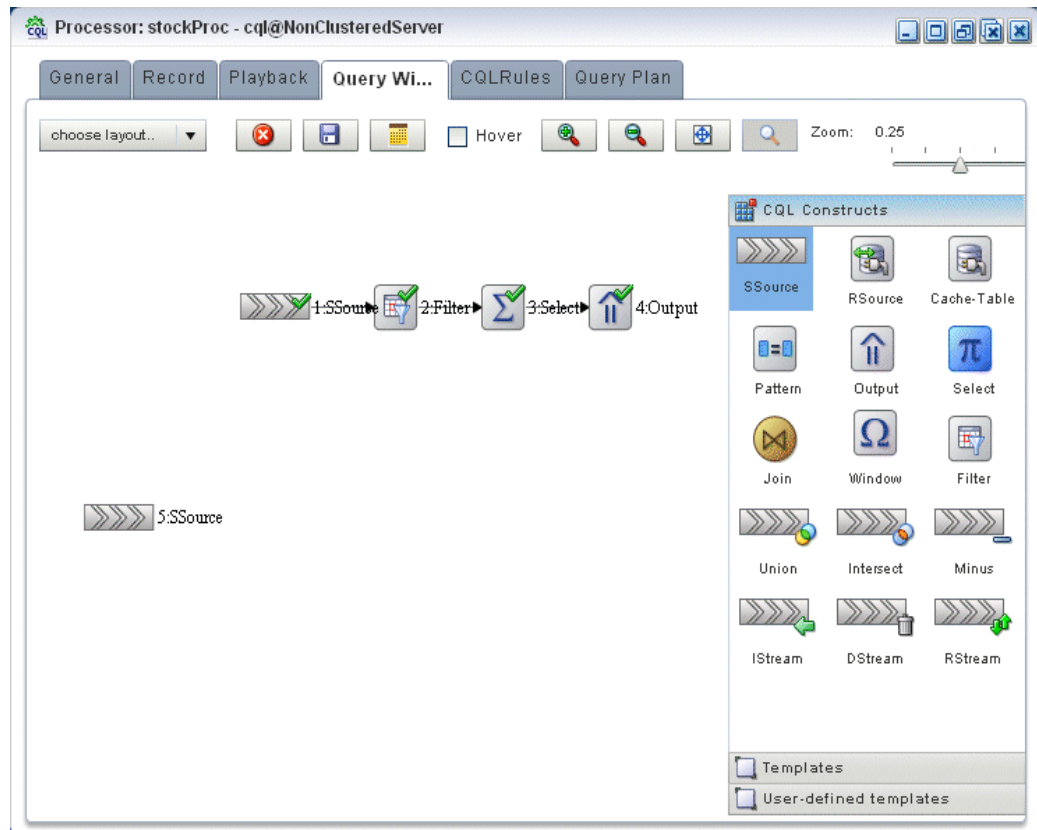 CQL Processor: stockProc - cql@NonClusteredServer
General Record Playback Query Wi... CQLRules Query Plan
choose layout.. Hover Zoom: 0.25
CQL Constructs
SSource RSource Cache-Table
1:SSource 2:Filter 3:Select 4:Output
Pattern Output Select
Join Window Filter
5:SSource
Union Intersect Minus
IStream DStream RStream
Templates
User-defined templates